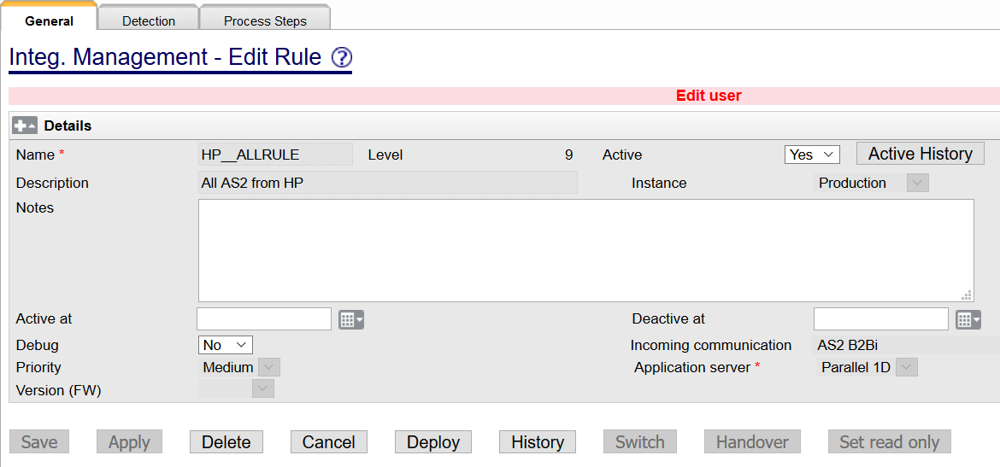 General Detection Process Steps
Integ. Management - Edit Rule ?
Edit user
Details
Name * HP__ALLRULE Level 9 Active Yes Active History
Description All AS2 from HP Instance Production
Notes
Active at Deactive at
Debug No Incoming communication AS2 B2Bi
Priority Medium Application server * Parallel 1D
Version (FW)
Save Apply Delete Cancel Deploy History Switch Handover Set read only